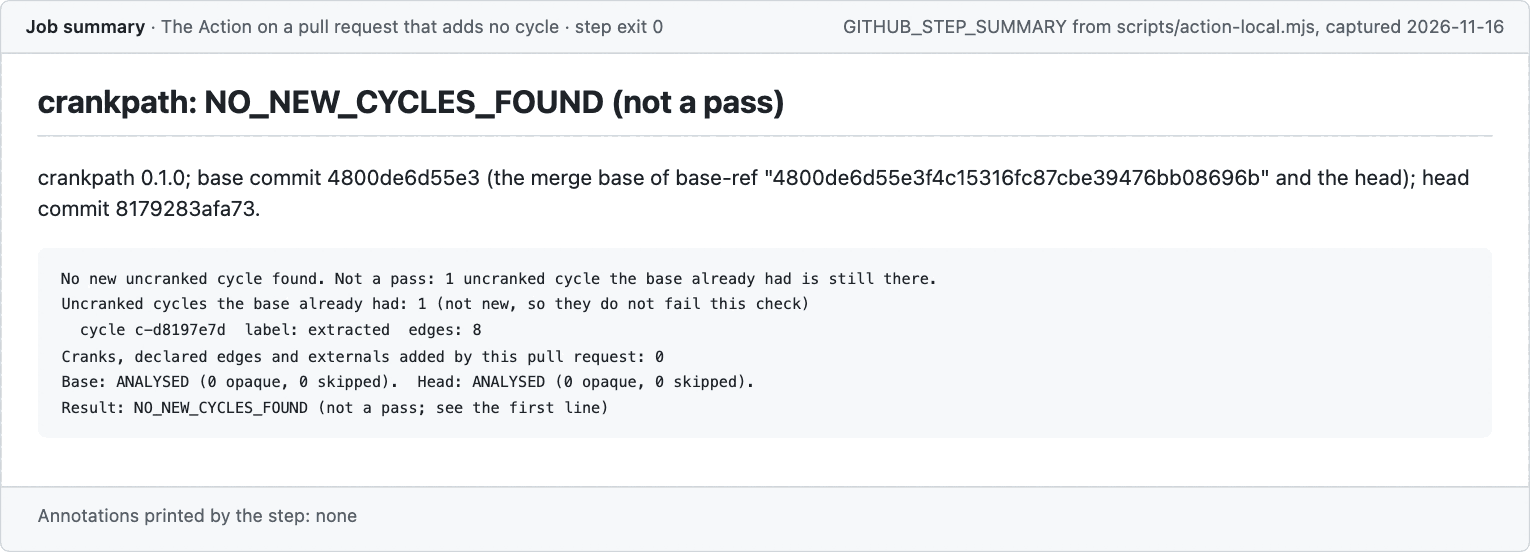 Job summary · The Action on a pull request that adds no cycle · step exit 0
GITHUB_STEP_SUMMARY from scripts/action-local.mjs, captured 2026-11-16
crankpath: NO_NEW_CYCLES_FOUND (not a pass)
crankpath 0.1.0; base commit 4800de6d55e3 (the merge base of base-ref "4800de6d55e3f4c15316fc87cbe39476bb08696b" and the head); head
commit 8179283afa73.
No new uncranked cycle found. Not a pass: 1 uncranked cycle the base already had is still there.
Uncranked cycles the base already had: 1 (not new, so they do not fail this check)
  cycle c-d8197e7d  label: extracted  edges: 8
Cranks, declared edges and externals added by this pull request: 0
Base: ANALYSED (0 opaque, 0 skipped).  Head: ANALYSED (0 opaque, 0 skipped).
Result: NO_NEW_CYCLES_FOUND (not a pass; see the first line)
Annotations printed by the step: none